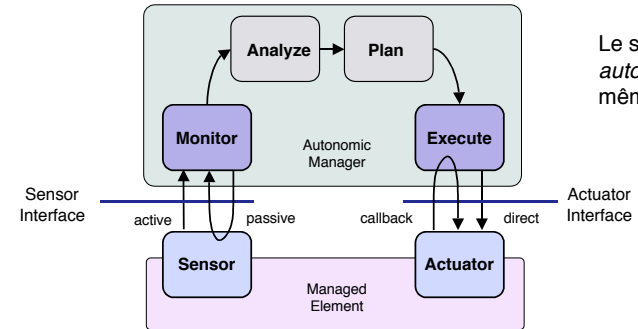 Analyze
Plan
Le s
auto
mêm
Monitor
Execute
Autonomic
Manager
Sensor
Interface
Actuator
Interface
active
passive
callback
direct
Sensor
Actuator
Managed
Element